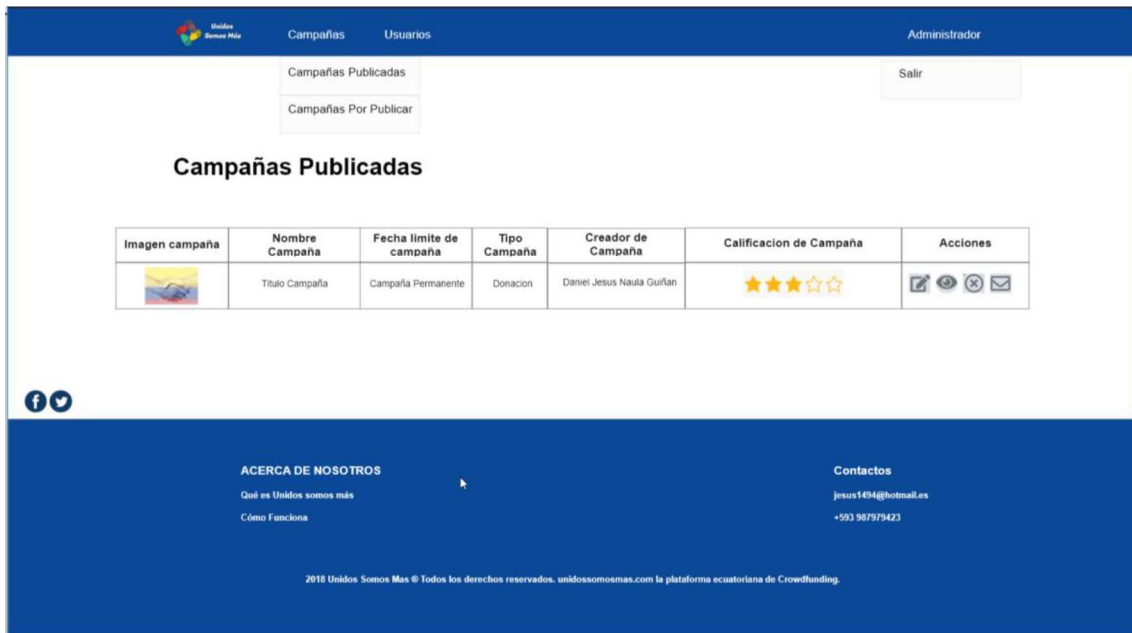 Unidos
Somos Más
Campañas Usuarios Administrador
Campañas Publicadas
Campañas Por Publicar
Salir
Campañas Publicadas
Imagen campaña
Nombre
Campaña
Fecha limite de
campaña
Tipo
Campaña
Creador de
Campaña
Calificacion de Campaña
Acciones
Titulo Campaña
Campaña Permanente
Donacion
Daniel Jesus Naula Guiñan
ACERCA DE NOSOTROS
Qué es Unidos somos más
Cómo Funciona
Contactos
jesus1494@hotmail.es
+593 987979423
2018 Unidos Somos Mas ® Todos los derechos reservados. unidossomosmas.com la plataforma ecuatoriana de Crowdfunding.